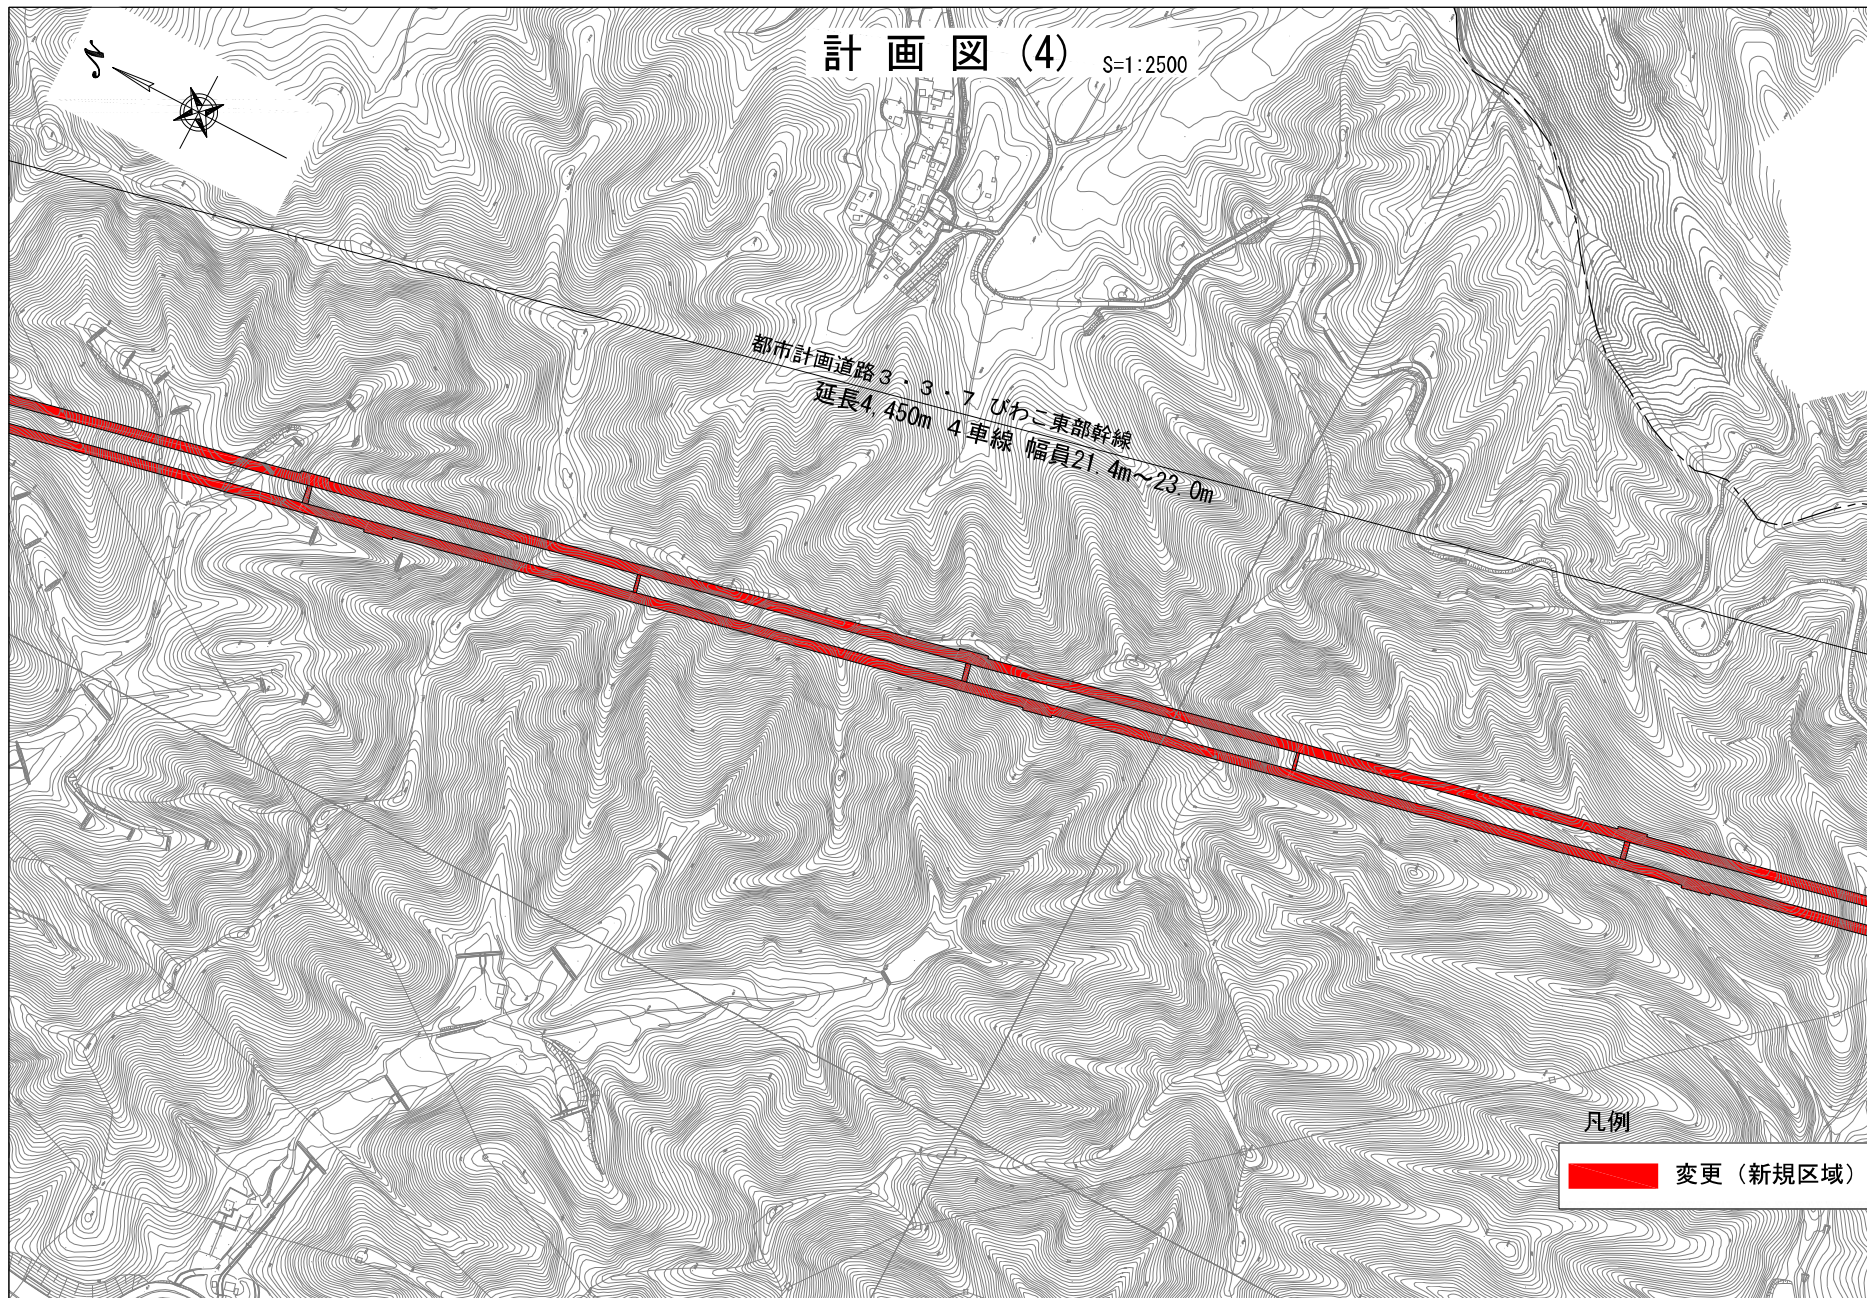 計画図(4) S=1:2500
N
都市計画道路3・3・7 びわこ東部幹線
延長4,450m 4車線 幅員21.4m～23.0m
凡例
変更（新規区域）